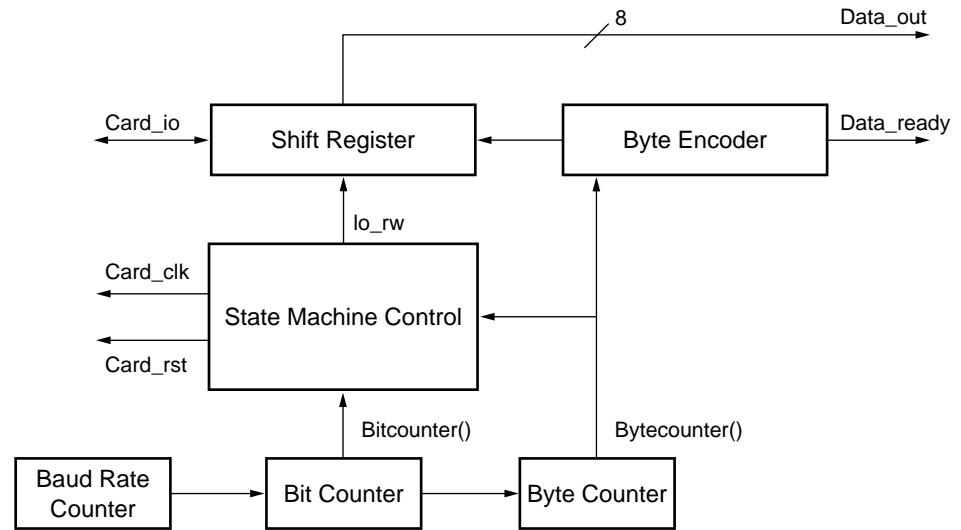 8
Data_out
Card_io
Shift Register
Byte Encoder
Data_ready
Io_rw
Card_clk
State Machine Control
Card_rst
Bitcounter()
Bytecounter()
Baud Rate
Counter
Bit Counter
Byte Counter